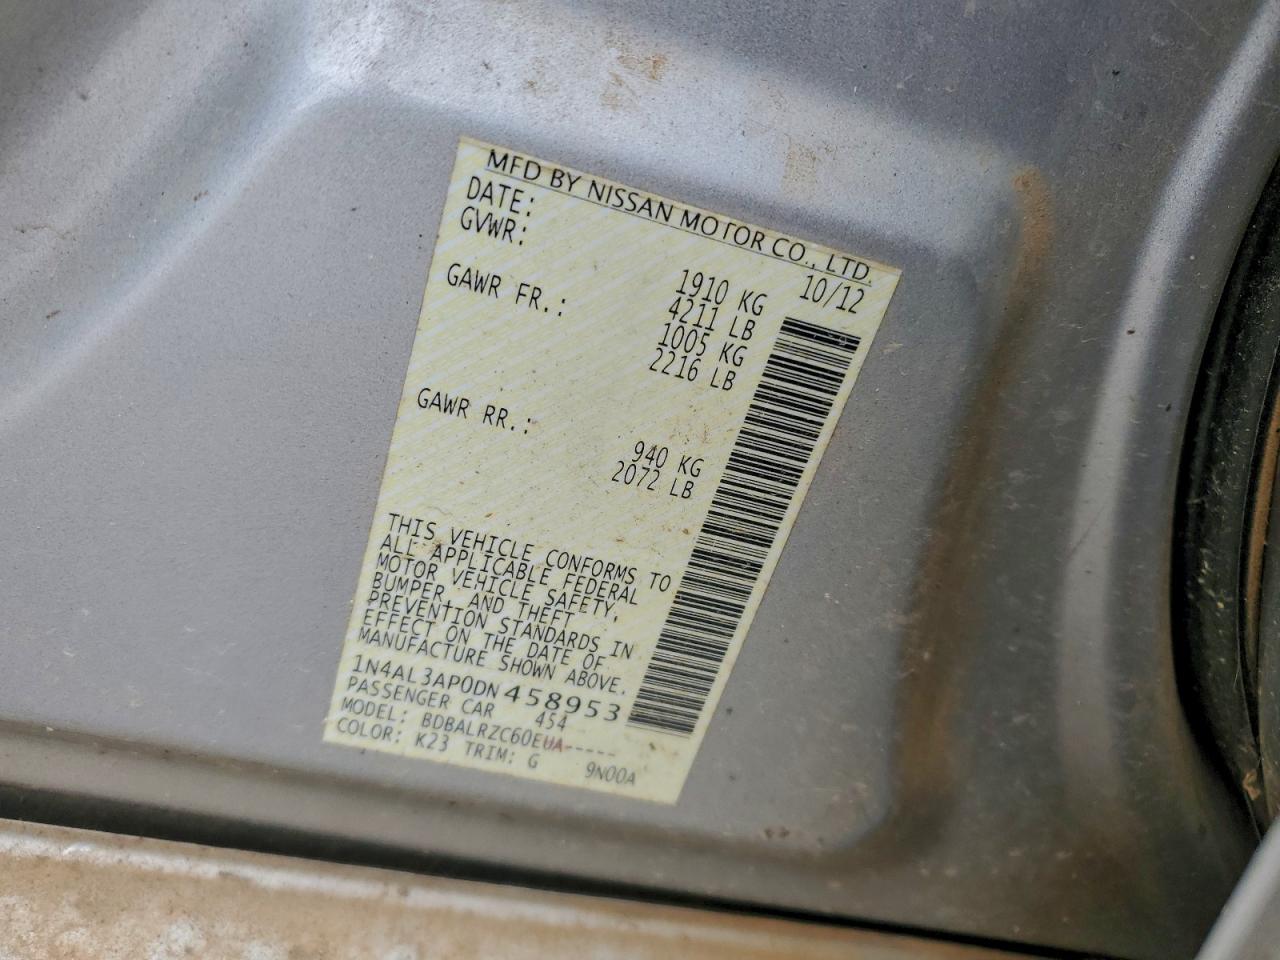 MFD BY NISSAN MOTOR CO., LTD.
DATE: 10/12
GVWR: 1910 KG
4211 LB
GAWR FR.: 1005 KG
2216 LB
GAWR RR.: 940 KG
2072 LB
THIS VEHICLE CONFORMS TO
ALL APPLICABLE FEDERAL
MOTOR VEHICLE SAFETY,
BUMPER, AND THEFT
PREVENTION STANDARDS IN
EFFECT ON THE DATE OF
MANUFACTURE SHOWN ABOVE.
1N4AL3AP0DN458953
PASSENGER CAR 454
MODEL: BDBALRZC60EUA-----
COLOR: K23 TRIM: G 9N00A